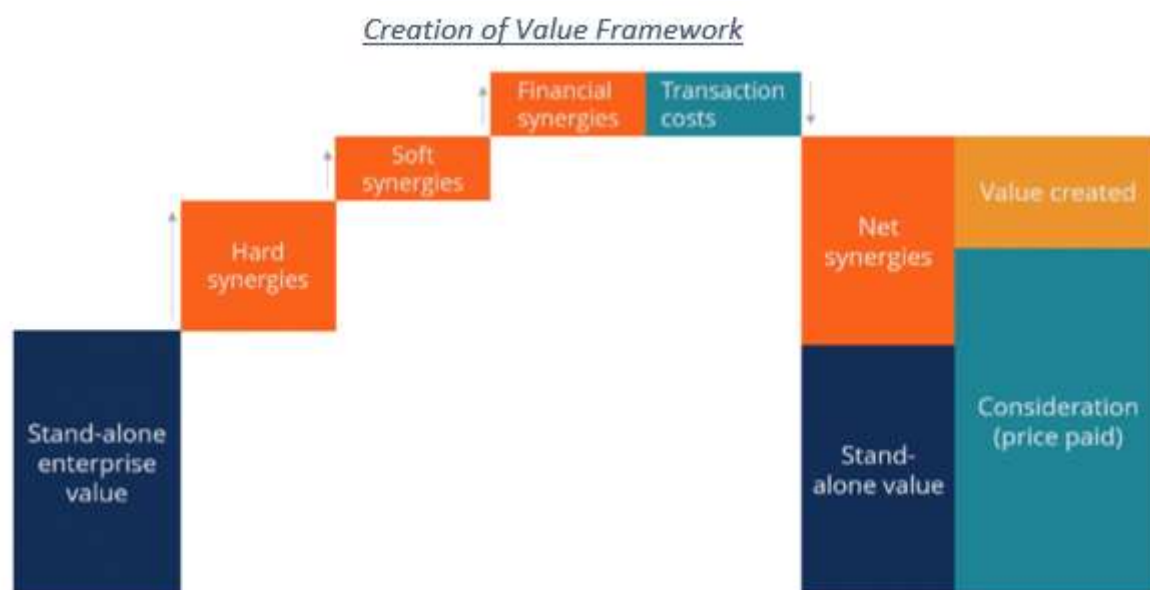 Creation of Value Framework
Financial
synergies
Transaction
costs
Soft
synergies
Hard
synergies
Net
synergies
Value created
Stand-alone
enterprise
value
Stand-
alone value
Consideration
(price paid)